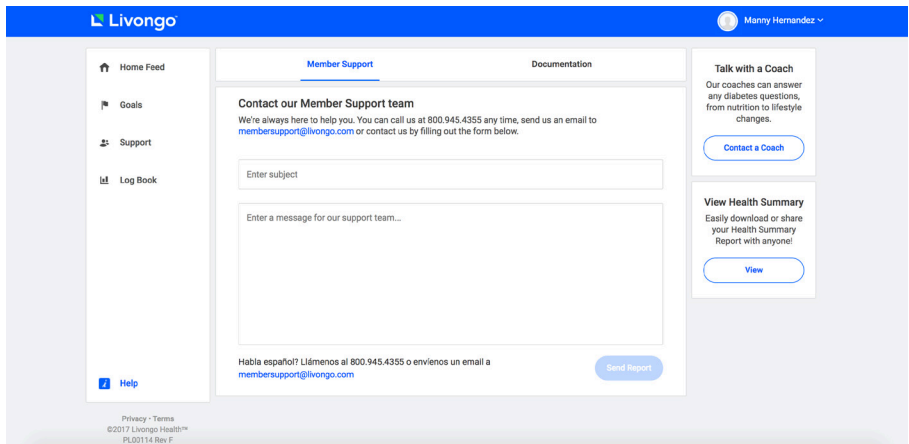 Livongo
Manny Hernandez
Home Feed
Goals
Support
Log Book
Help
Member Support
Documentation
Contact our Member Support team
We're always here to help you. You can call us at 800.945.4355 any time, send us an email to
membersupport@livongo.com or contact us by filling out the form below.
Enter subject
Enter a message for our support team...
Habla español? Llámenos al 800.945.4355 o envíenos un email a
membersupport@livongo.com
Send Report
Talk with a Coach
Our coaches can answer
any diabetes questions,
from nutrition to lifestyle
changes.
Contact a Coach
View Health Summary
Easily download or share
your Health Summary
Report with anyone!
View
Privacy · Terms
©2017 Livongo Health™
PL00114 Rev F